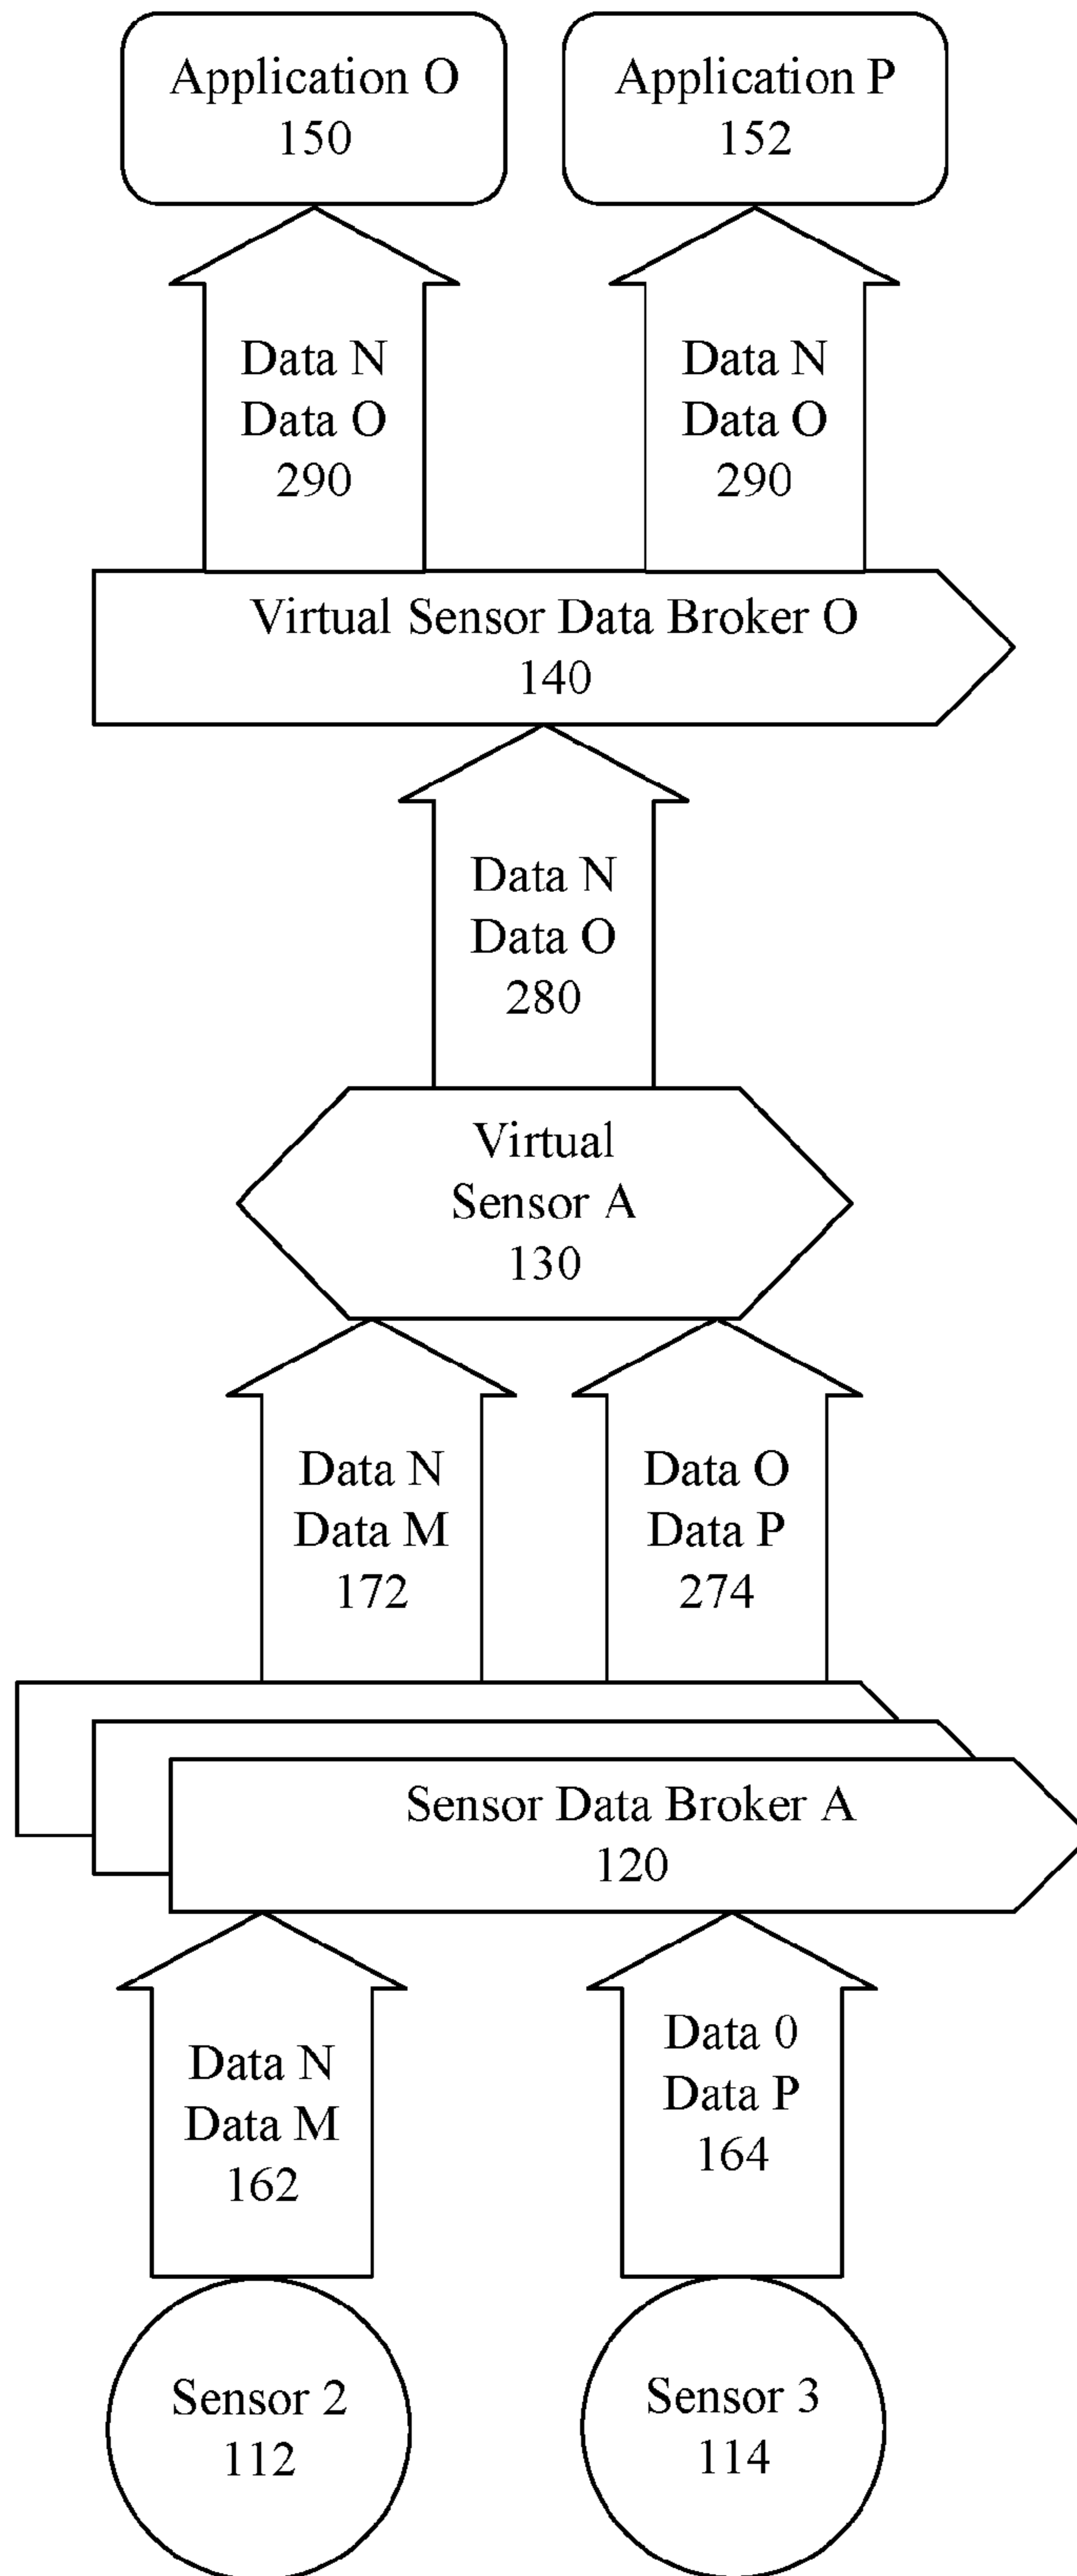 Application O
150
Application P
152
Data N
Data O
290
Data N
Data O
290
Virtual Sensor Data Broker O
140
Data N
Data O
280
Virtual
Sensor A
130
Data N
Data M
172
Data O
Data P
274
Sensor Data Broker A
120
Data N
Data M
162
Data 0
Data P
164
Sensor 2
112
Sensor 3
114